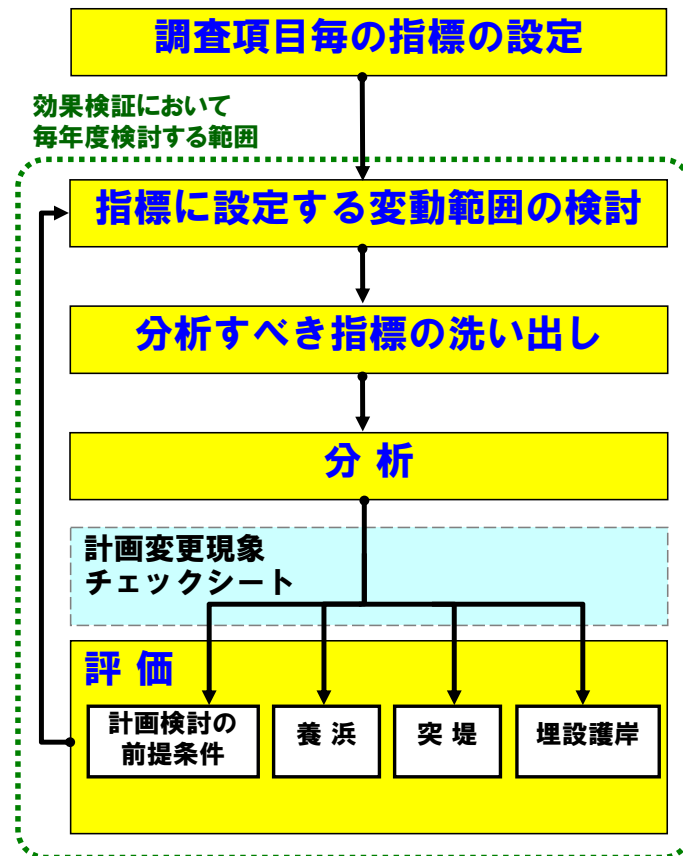 調査項目毎の指標の設定
効果検証において
毎年度検討する範囲
指標に設定する変動範囲の検討
分析すべき指標の洗い出し
分 析
計画変更現象
チェックシート
評 価
計画検討の
前提条件
養 浜
突 堤
埋設護岸